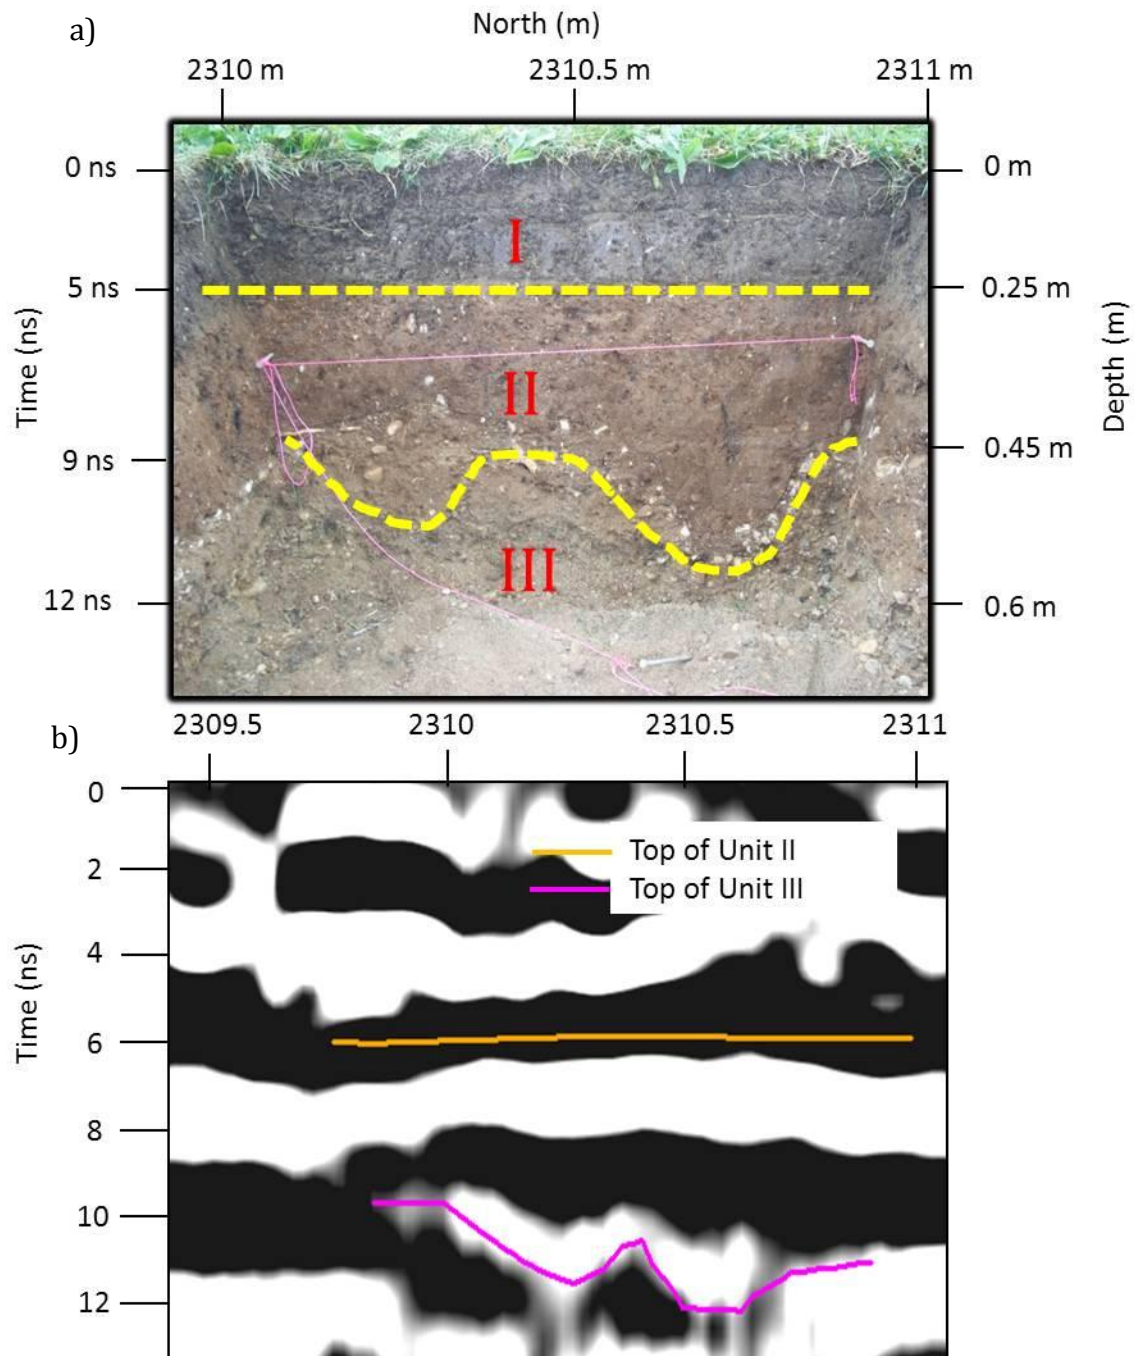 a)
North (m)
2310 m 2310.5 m 2311 m
0 ns 0 m
I
5 ns 0.25 m
Time (ns)
Depth (m)
II
9 ns 0.45 m
III
12 ns 0.6 m
b)
2309.5 2310 2310.5 2311
0
Top of Unit II
2
Top of Unit III
4
Time (ns)
6
8
10
12